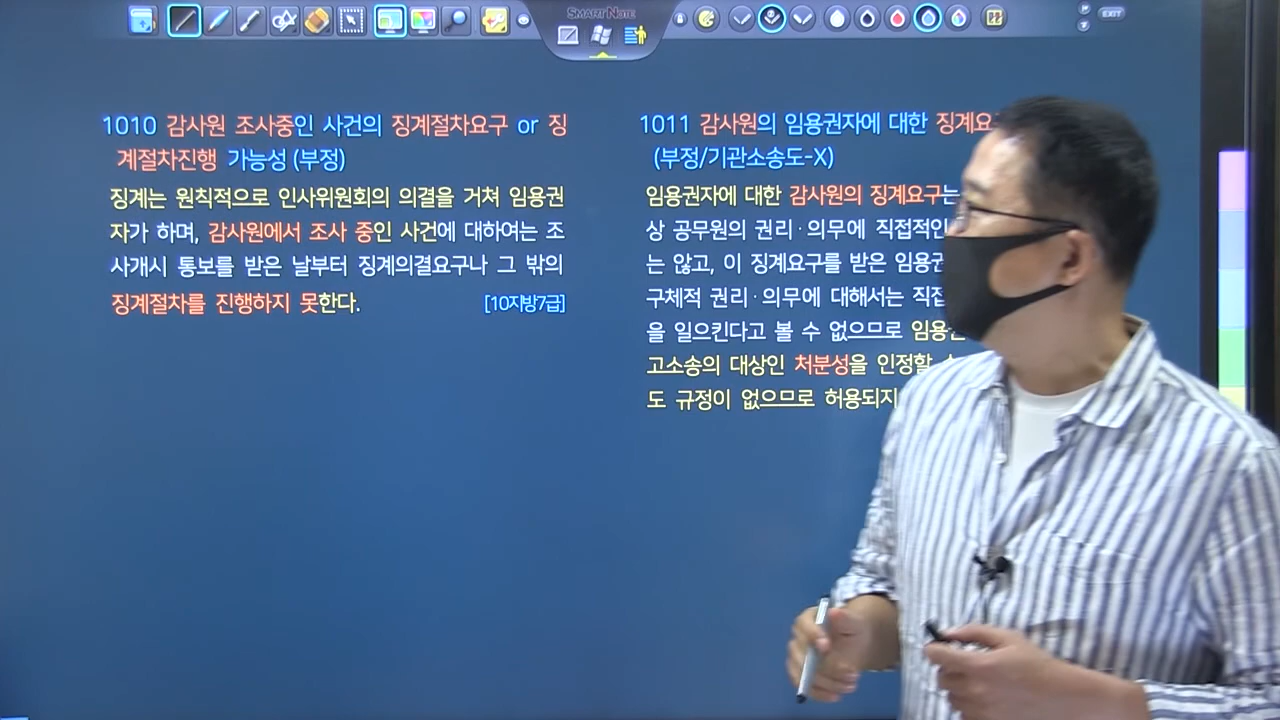 SMARTNOTE
EXIT
1010 감사원 조사중인 사건의 징계절차요구 or 징
계절차진행 가능성 (부정)
징계는 원칙적으로 인사위원회의 의결을 거쳐 임용권
자가 하며, 감사원에서 조사 중인 사건에 대하여는 조
사개시 통보를 받은 날부터 징계의결요구나 그 밖의
징계절차를 진행하지 못한다. [10지방7급]
1011 감사원의 임용권자에 대한 징계요
(부정/기관소송도-X)
임용권자에 대한 감사원의 징계요구는
상 공무원의 권리·의무에 직접적인
는 않고, 이 징계요구를 받은 임용권
구체적 권리·의무에 대해서는 직접
을 일으킨다고 볼 수 없으므로 임용권
고소송의 대상인 처분성을 인정할
도 규정이 없으므로 허용되지